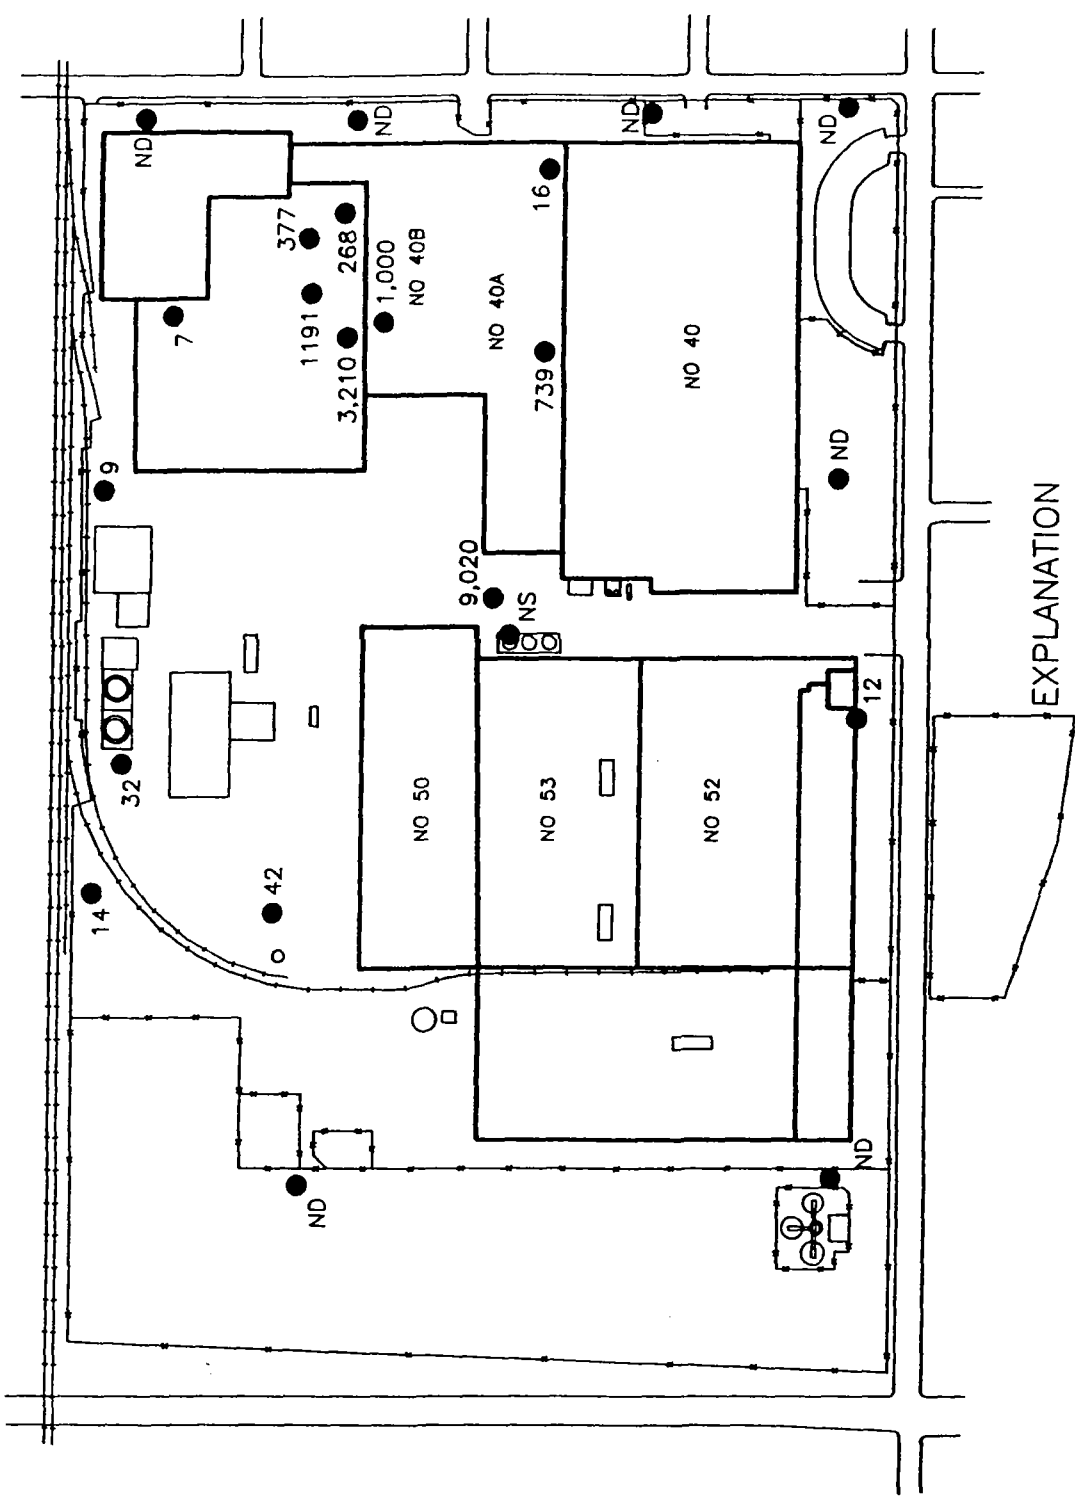 ND
ND
ND
ND
377
268
1,000
NO 40B
16
7
1191
3,210
NO 40A
739
NO 40
9
ND
9,020
NS
EXPLANATION
32
NO 50
NO 53
NO 52
12
14
42
ND
ND